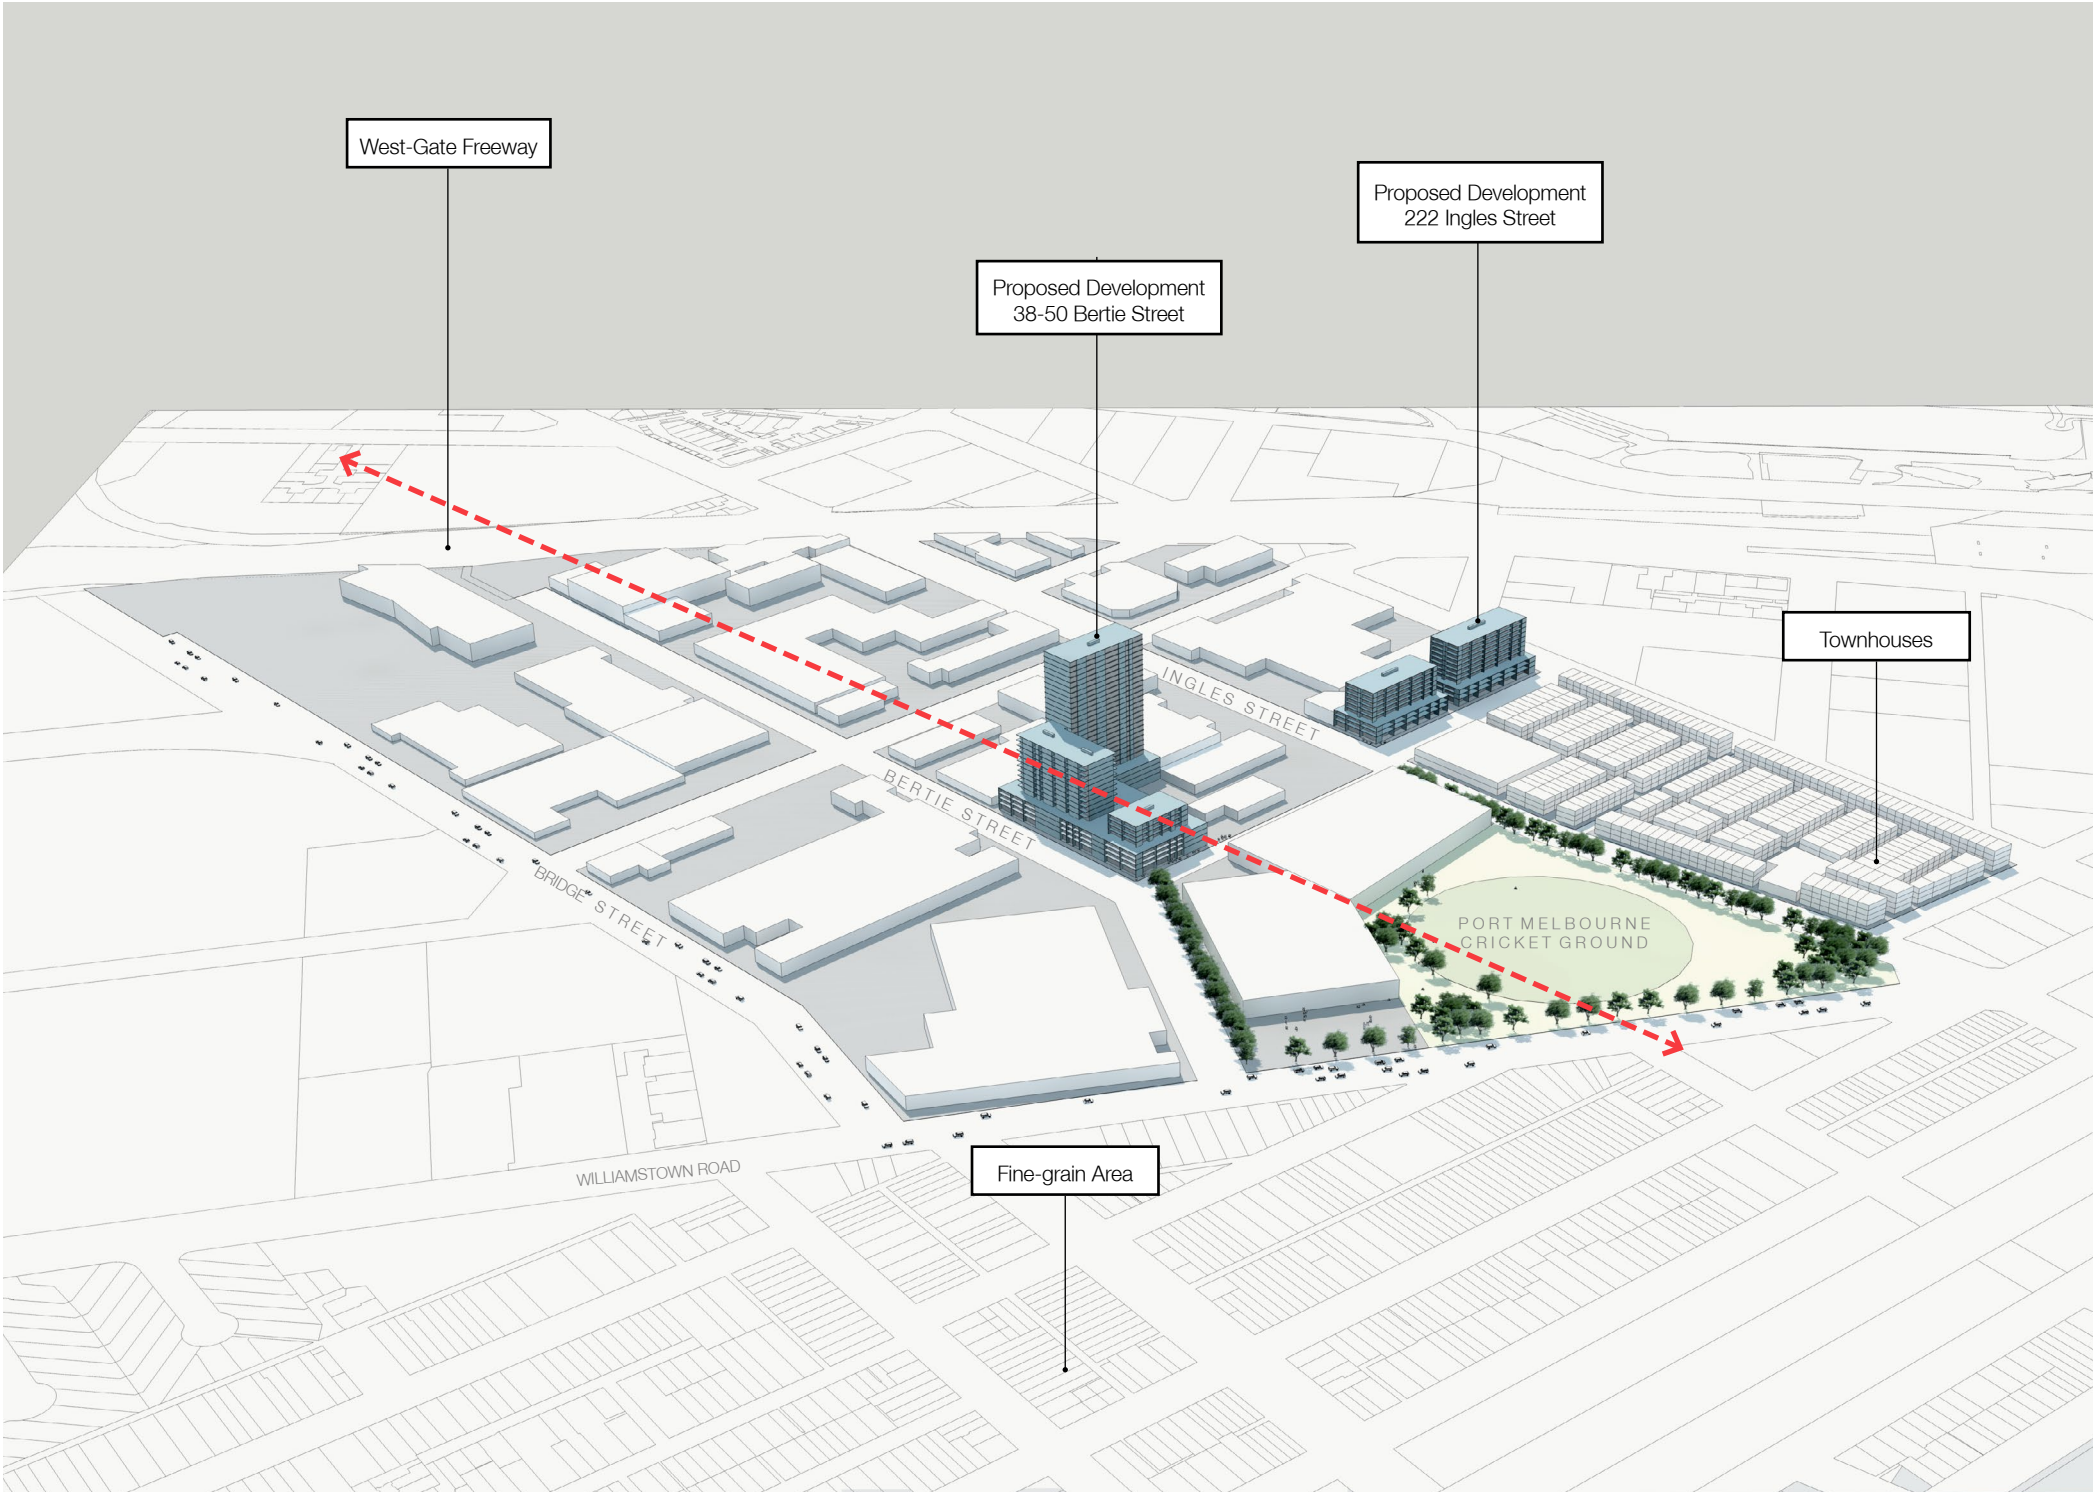 West-Gate Freeway
Proposed Development
222 Ingles Street
Proposed Development
38-50 Bertie Street
Townhouses
INGLES STREET
BERTIE STREET
BRIDGE STREET
PORT MELBOURNE
CRICKET GROUND
WILLIAMSTOWN ROAD
Fine-grain Area